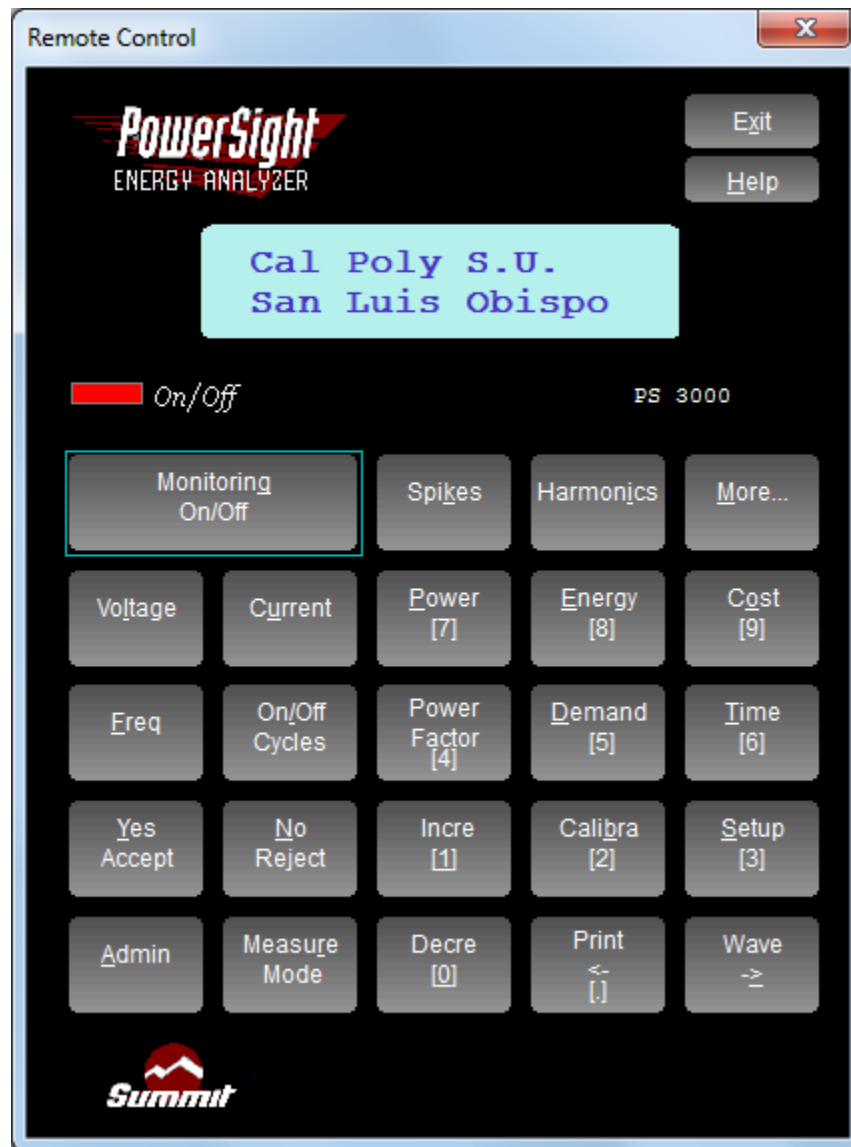 Remote Control
PowerSight
ENERGY ANALYZER
Exit
Help
Cal Poly S.U.
San Luis Obispo
On/Off
PS 3000
Monitoring
On/Off
Spikes
Harmonics
More...
Voltage
Current
Power
[7]
Energy
[8]
Cost
[9]
Freq
On/Off
Cycles
Power
Factor
[4]
Demand
[5]
Time
[6]
Yes
Accept
No
Reject
Incre
[1]
Calibra
[2]
Setup
[3]
Admin
Measure
Mode
Decre
[0]
Print
<-
[.]
Wave
->
Summit